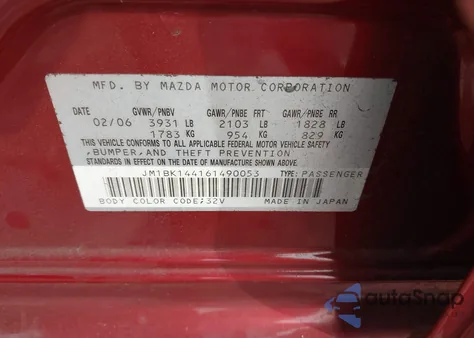 MFD. BY MAZDA MOTOR CORPORATION
GVWR/PNBV GAWR/PNBE FRT GAWR/PNBE RR
02/06 3931 LB 2103 LB 1828 LB
1783 KG 954 KG 829 KG
THIS VEHICLE CONFORMS TO ALL APPLICABLE FEDERAL MOTOR VEHICLE SAFETY
,BUMPER,AND THEFT PREVENTION
STANDARDS IN EFFECT ON THE DATE OF MANUFACTURE SHOWN ABOVE.
JM1BK144161490053 TYPE: PASSENGER
BODY COLOR CODE;32V MADE IN JAPAN
autoSnap